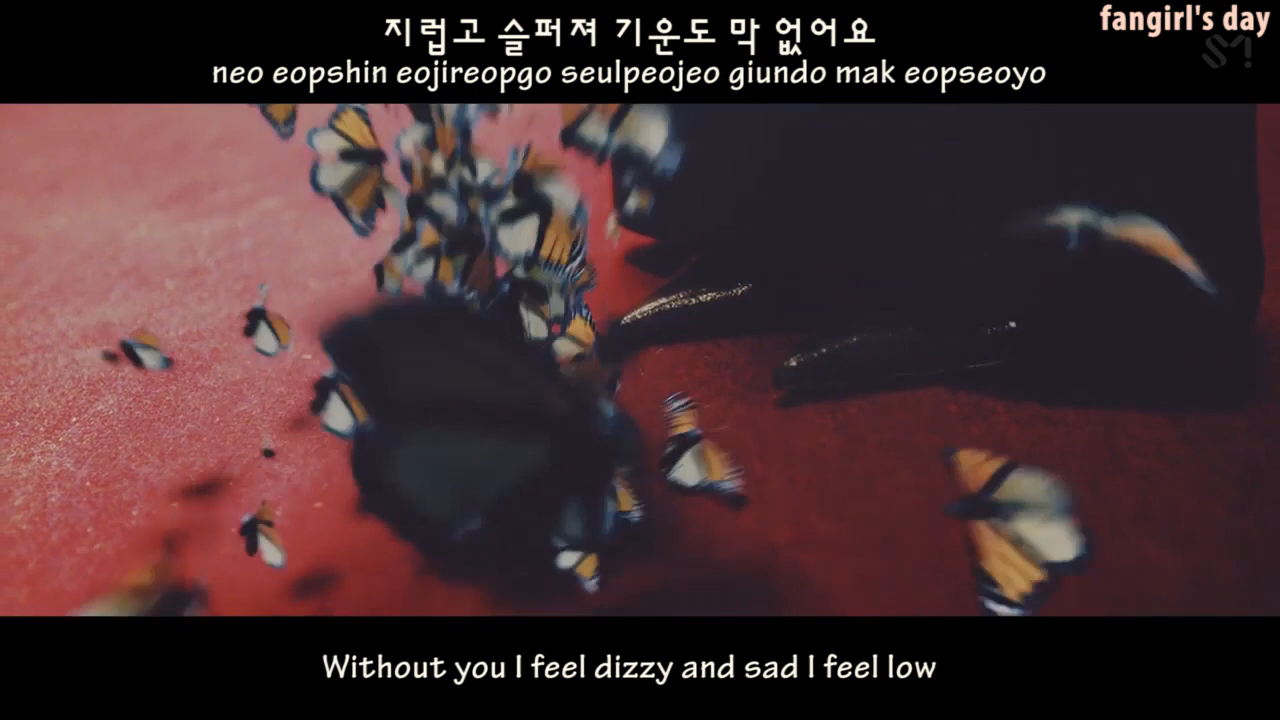 fangirl's day
SM!
지럽고 슬퍼져 기운도 막 없어요
neo eopshin eojireopgo seulpeojeo giundo mak eopseoyo
Without you I feel dizzy and sad I feel low